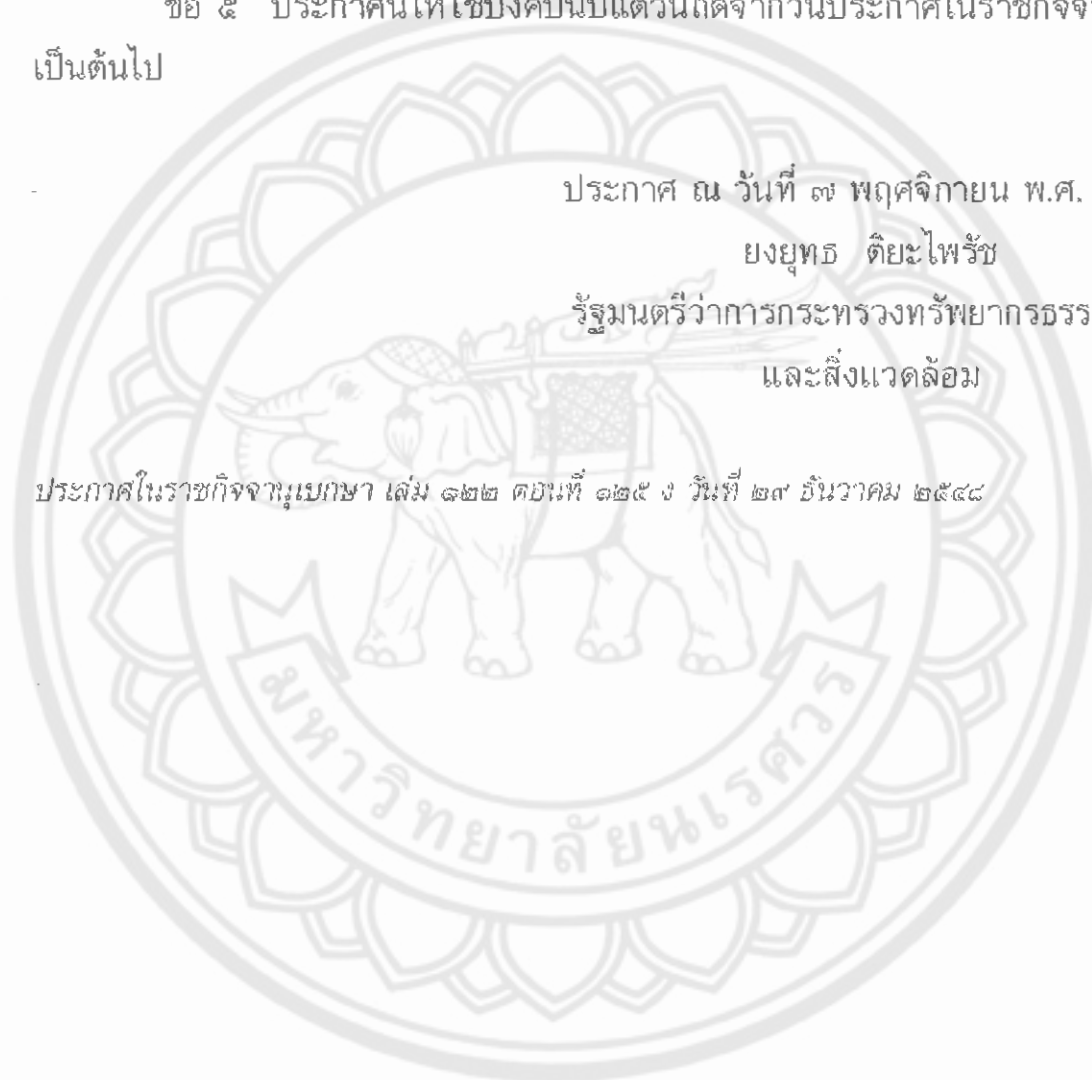 ข้อ ๕ ประกาศนี้ให้ใช้บังคับนับแต่วันถัดจากวันประกาศในราชกิจจา
เป็นต้นไป
ประกาศ ณ วันที่ ๗ พฤศจิกายน พ.ศ.
ยงยุทธ ติยะไพรัช
รัฐมนตรีว่าการกระทรวงทรัพยากรธรร
และสิ่งแวดล้อม
ประกาศในราชกิจจานุเบกษา เล่ม ๑๒๒ ตอนที่ ๑๒๕ ง วันที่ ๒๙ ธันวาคม ๒๕๔๘
มหาวิทยาลัยนเรศวร